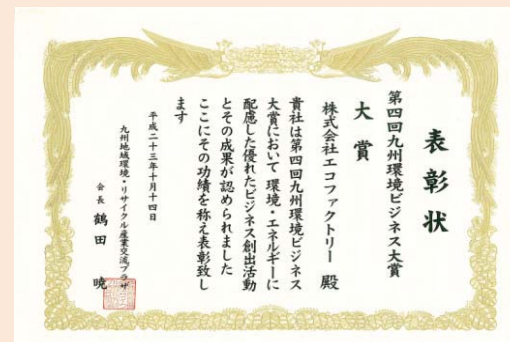 表彰状
第四回九州環境ビジネス大賞
大賞
株式会社エコファクトリー 殿
貴社は第四回九州環境ビジネス
大賞において環境・エネルギーに
配慮した優れたビジネス創出活動
とその成果が認められました
ここにその功績を称え表彰致し
ます
平成二十三年十月十四日
九州地域環境・リサイクル産業交流プラザ
会長 鶴田 暁